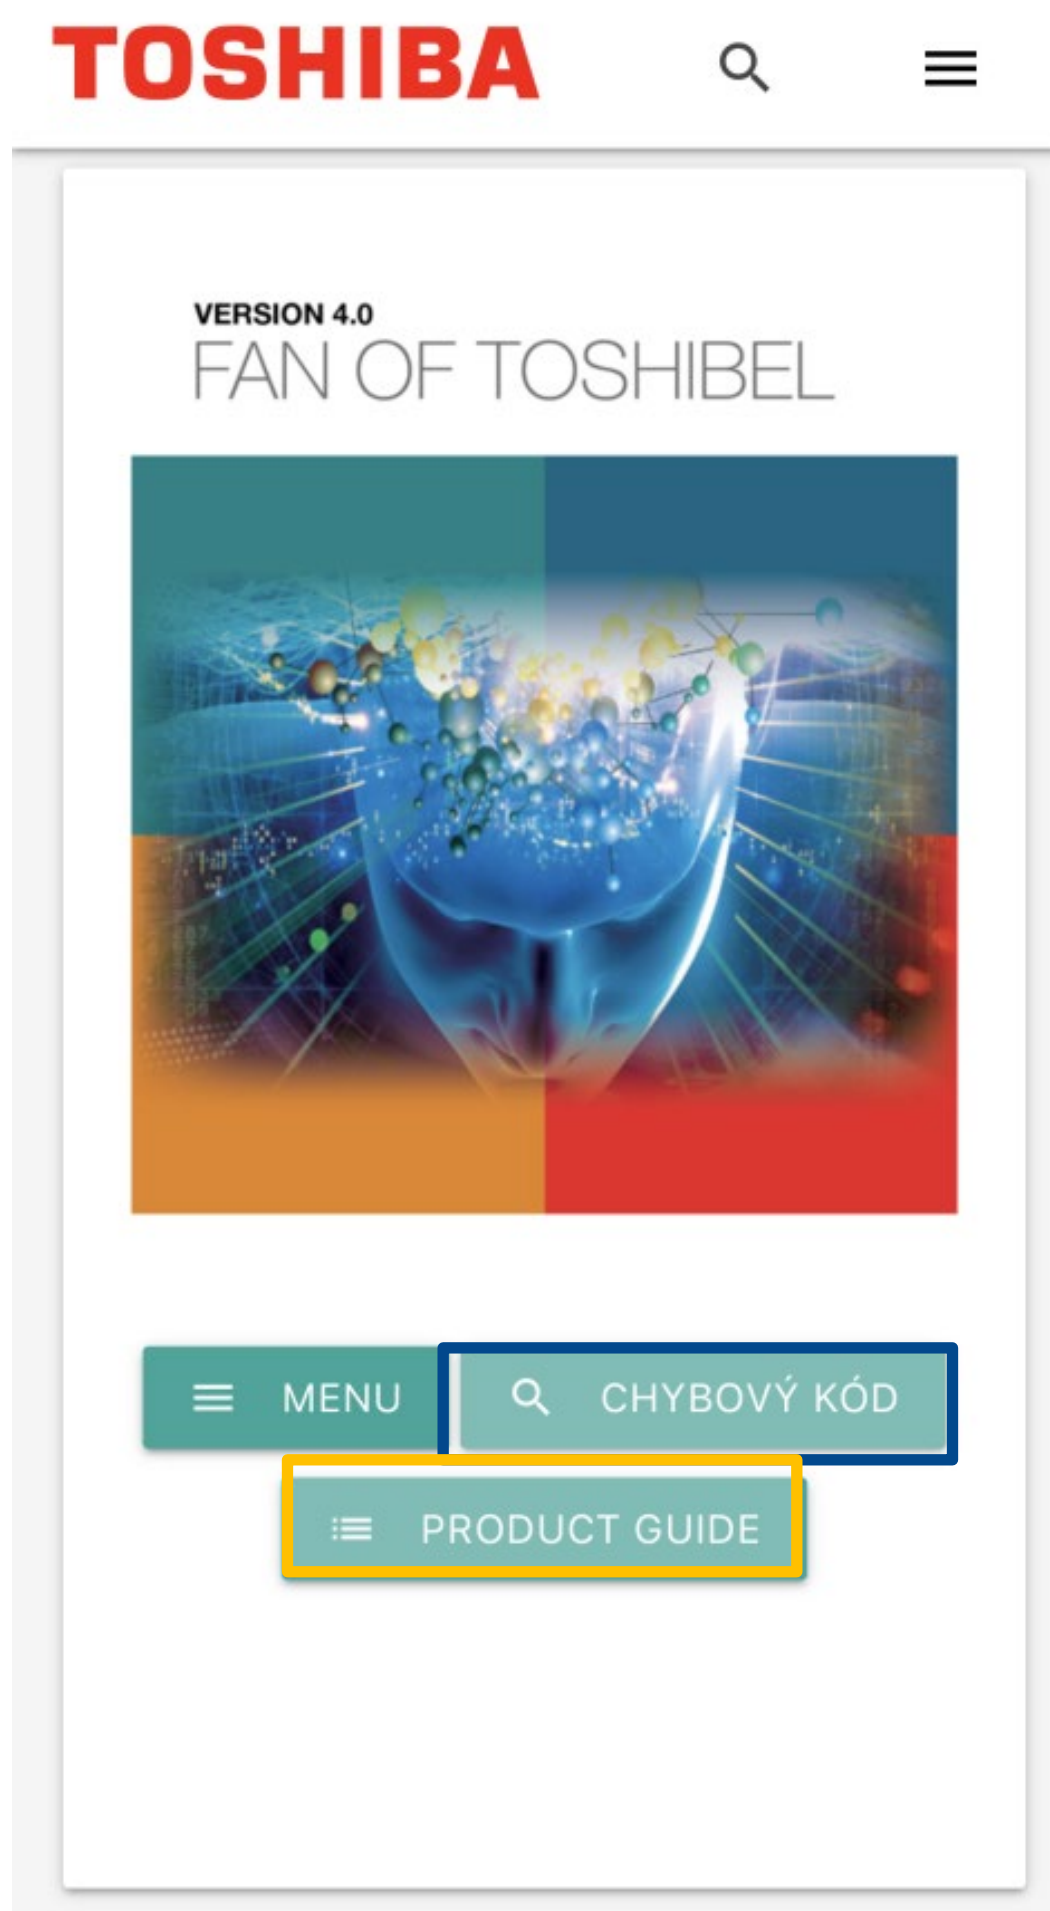 TOSHIBA
VERSION 4.0
FAN OF TOSHIBEL
MENU
CHYBOVÝ KÓD
PRODUCT GUIDE